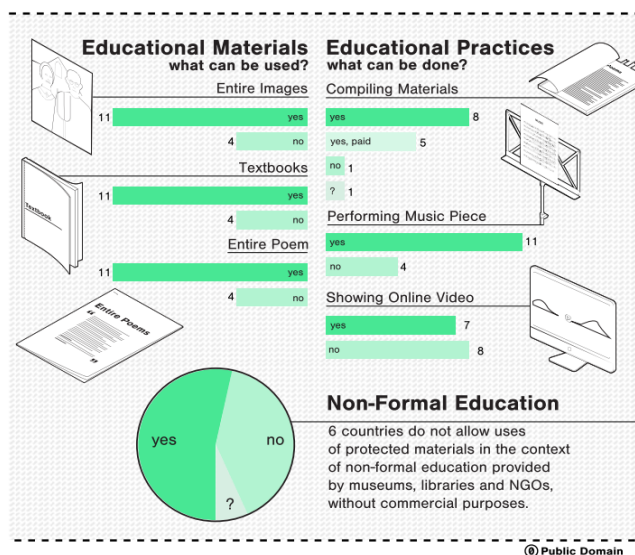 Educational Materials
what can be used?
Entire Images
11 yes
4 no
Textbooks
11 yes
4 no
Entire Poem
11 yes
4 no
Textbook
Entire Poems
Educational Practices
what can be done?
Compiling Materials
yes 8
yes, paid 5
no 1
? 1
Performing Music Piece
yes 11
no 4
Showing Online Video
yes 7
no 8
yes
no
?
Non-Formal Education
6 countries do not allow uses
of protected materials in the context
of non-formal education provided
by museums, libraries and NGOs,
without commercial purposes.
Public Domain